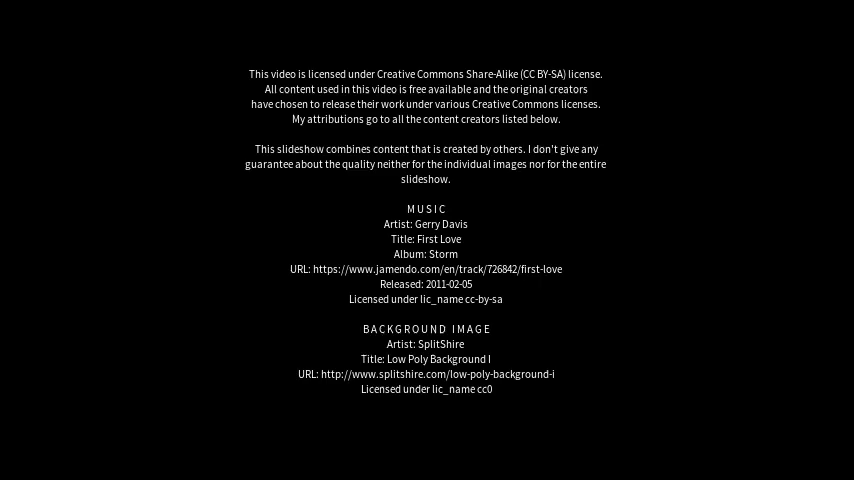 This video is licensed under Creative Commons Share-Alike (CC BY-SA) license.
All content used in this video is free available and the original creators
have chosen to release their work under various Creative Commons licenses.
My attributions go to all the content creators listed below.
This slideshow combines content that is created by others. I don't give any
guarantee about the quality neither for the individual images nor for the entire
slideshow.
MUSIC
Artist: Gerry Davis
Title: First Love
Album: Storm
URL: https://www.jamendo.com/en/track/726842/first-love
Released: 2011-02-05
Licensed under lic_name cc-by-sa
BACKGROUND IMAGE
Artist: SplitShire
Title: Low Poly Background I
URL: http://www.splitshire.com/low-poly-background-i
Licensed under lic_name cc0